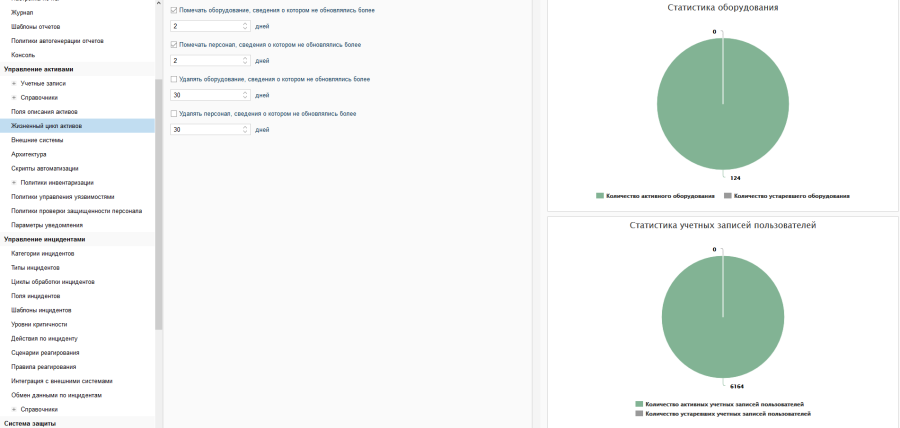 Журнал
Шаблоны отчетов
Политики автогенерации отчетов
Консоль
Управление активами
+ Учетные записи
+ Справочники
Поля описания активов
Жизненный цикл активов
Внешние системы
Архитектура
Скрипты автоматизации
+ Политики инвентаризации
Политики управления уязвимостями
Политики проверки защищенности персонала
Параметры уведомления
Управление инцидентами
Категории инцидентов
Типы инцидентов
Циклы обработки инцидентов
Поля инцидентов
Шаблоны инцидентов
Уровни критичности
Действия по инциденту
Сценарии реагирования
Правила реагирования
Интеграция с внешними системами
Обмен данными по инцидентам
+ Справочники
Система защиты
Помечать оборудование, сведения о котором не обновлялись более
2 дней
Помечать персонал, сведения о котором не обновлялись более
2 дней
Удалять оборудование, сведения о котором не обновлялись более
30 дней
Удалять персонал, сведения о котором не обновлялись более
30 дней
Статистика оборудования
0
124
Количество активного оборудования Количество устаревшего оборудования
Статистика учетных записей пользователей
0
6164
Количество активных учетных записей пользователей
Количество устаревших учетных записей пользователей